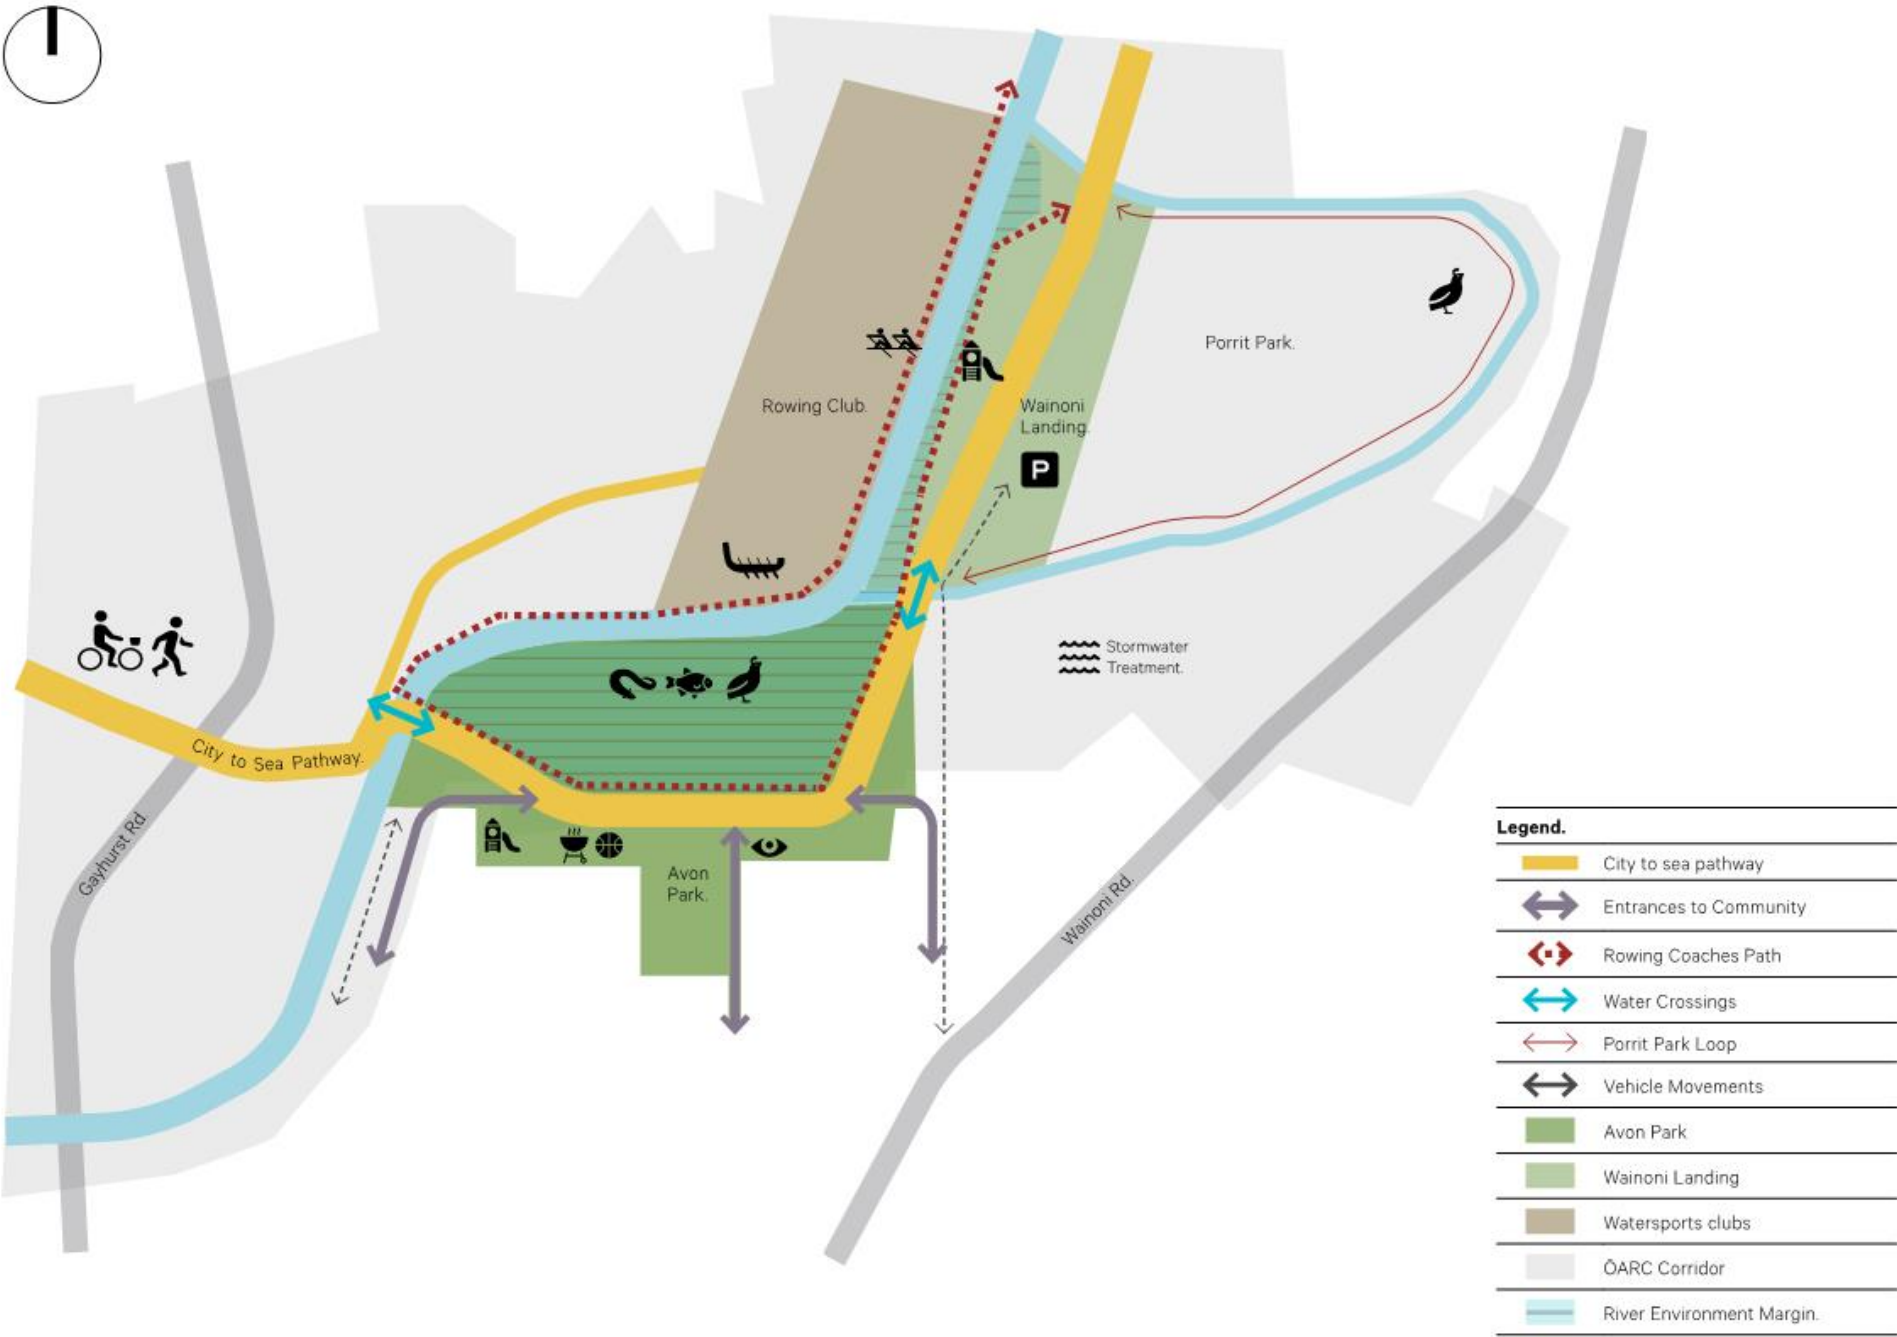 Porrit Park.
Rowing Club.
Wainoni
Landing.
P
Stormwater
Treatment.
City to Sea Pathway.
Gayhurst Rd.
Avon
Park.
Wainoni Rd.
Legend.
City to sea pathway
Entrances to Community
Rowing Coaches Path
Water Crossings
Porrit Park Loop
Vehicle Movements
Avon Park
Wainoni Landing
Watersports clubs
ŌARC Corridor
River Environment Margin.